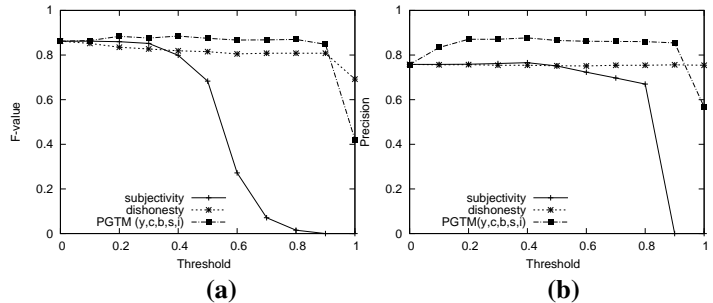 1
0.8
0.6
0.4
0.2
0
F-value
subjectivity
dishonesty
PGTM (y,c,b,s,i)
0 0.2 0.4 0.6 0.8 1
Threshold
(a)
1
0.8
0.6
0.4
0.2
0
Precision
subjectivity
dishonesty
PGTM(y,c,b,s,i)
0 0.2 0.4 0.6 0.8 1
Threshold
(b)